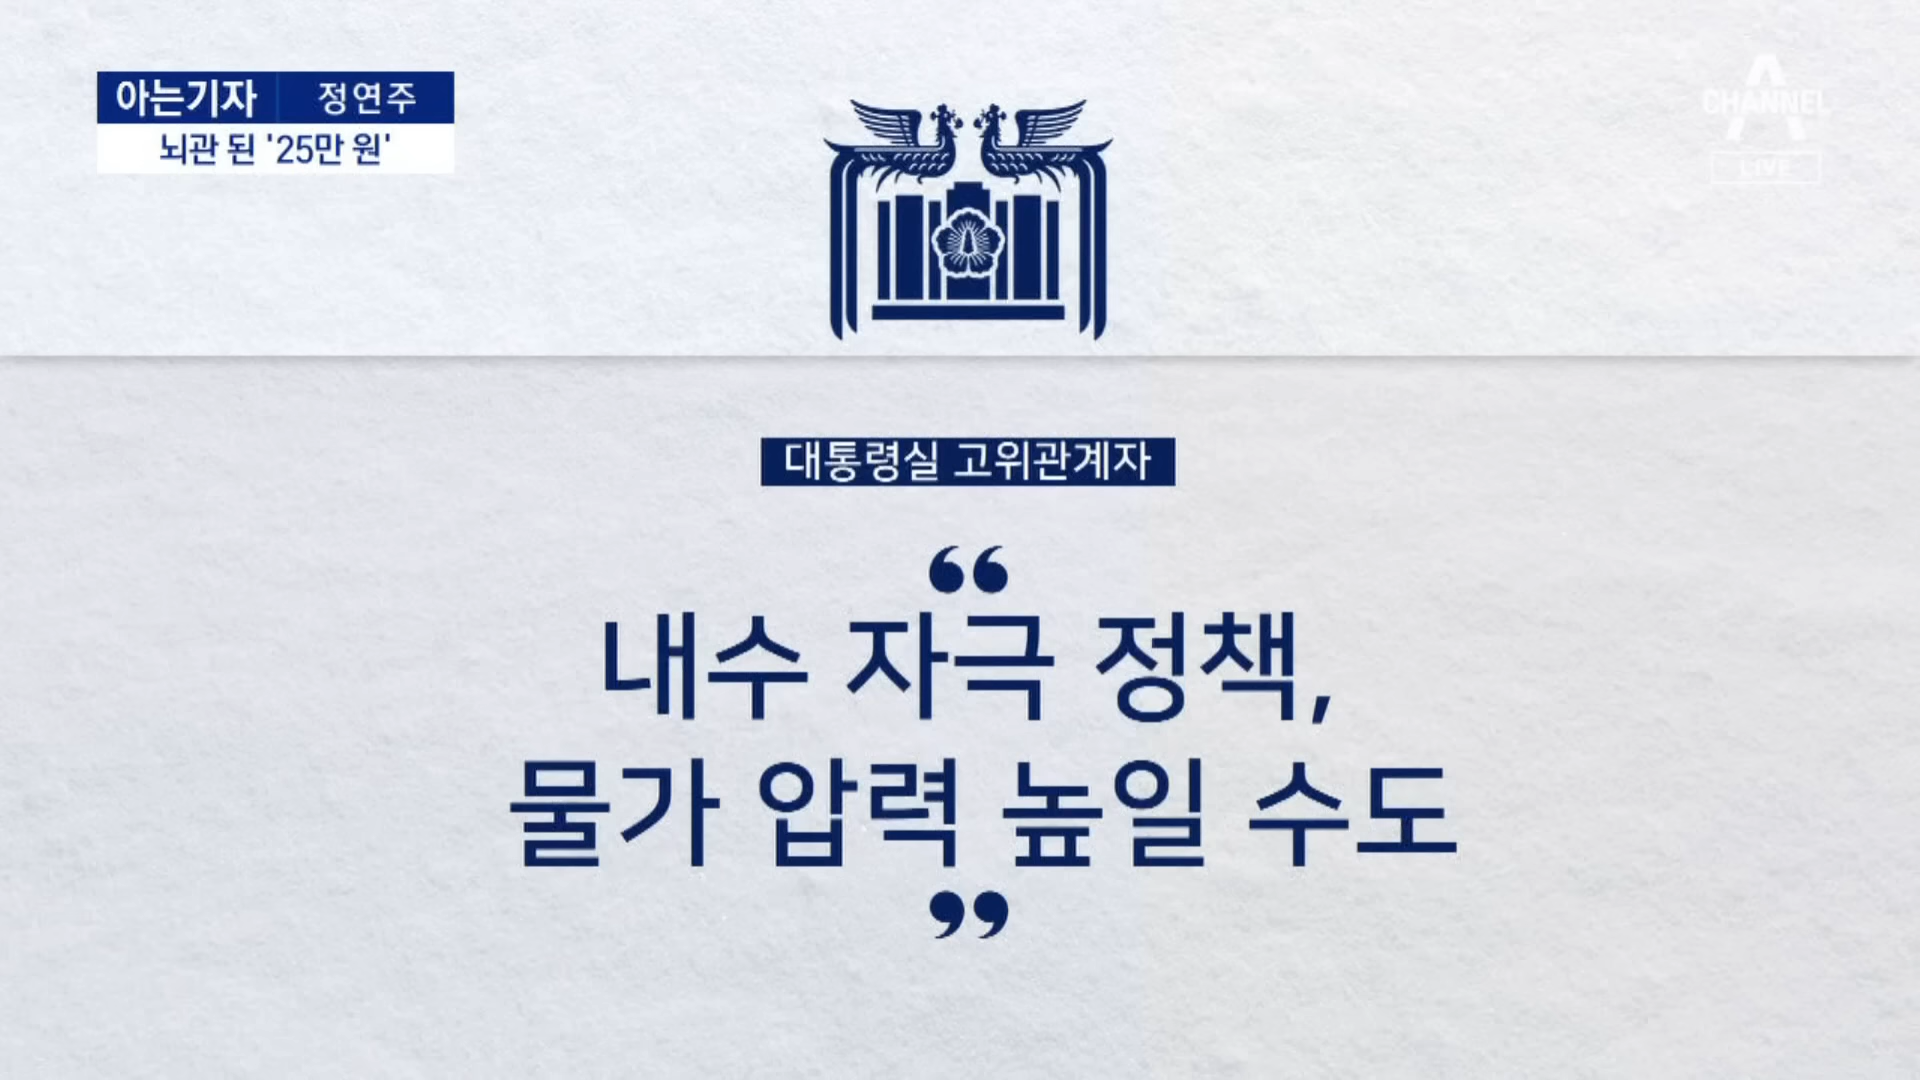 아는기자 정연주
뇌관 된 '25만 원'
CHANNEL A
LIVE
대통령실 고위관계자
“
내수 자극 정책,
물가 압력 높일 수도
”